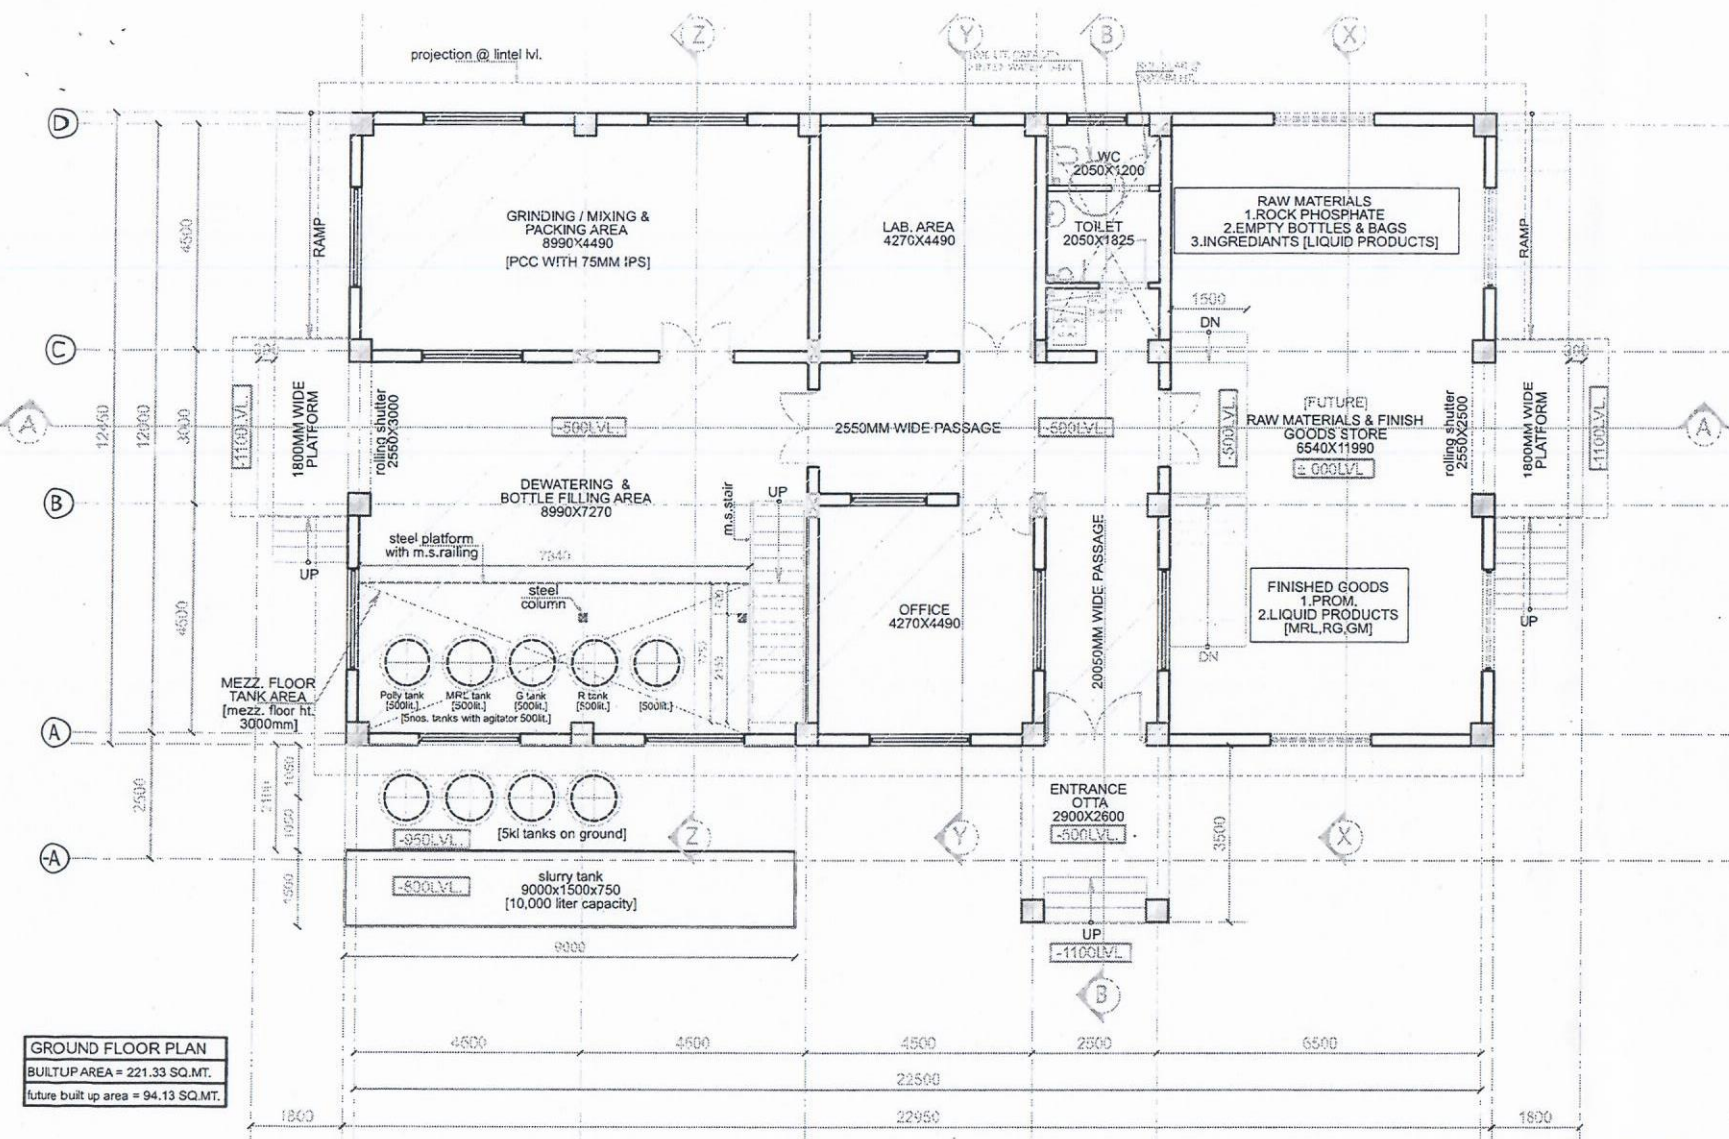 Z
Y
B
X
projection @ lintel lvl.
D
C
B
A
-A
A
A
WC
2050X1200
TOILET
2050X1825
GRINDING / MIXING &
PACKING AREA
8990X4490
[PCC WITH 75MM IPS]
LAB. AREA
4270X4490
RAW MATERIALS
1.ROCK PHOSPHATE
2.EMPTY BOTTLES & BAGS
3.INGREDIANTS [LIQUID PRODUCTS]
RAMP
RAMP
4500
3000
4500
12000
12450
1500
DN
300
300
-1100LVL.
1800MM WIDE
PLATFORM
rolling shutter
2550X3000
-500LVL.
2550MM WIDE PASSAGE
-500LVL.
-500LVL.
[FUTURE]
RAW MATERIALS & FINISH
GOODS STORE
6540X11990
± 000LVL
rolling shutter
2550X2500
1800MM WIDE
PLATFORM
-1100LVL.
DEWATERING &
BOTTLE FILLING AREA
8990X7270
m.s.stair
UP
steel platform
with m.s.railing
steel
column
UP
UP
OFFICE
4270X4490
20050MM WIDE PASSAGE
FINISHED GOODS
1.PROM,
2.LIQUID PRODUCTS
[MRL,RG,GM]
DN
MEZZ. FLOOR
TANK AREA
[mezz. floor ht.
3000mm]
Polly tank
[500lit.]
MRL tank
[500lit.]
G tank
[500lit.]
R tank
[500lit.]
[500lit.]
[5nos. tanks with agitator 500lit.]
2500
2100
1050
1050
1500
[5kl tanks on ground]
-950LVL.
-800LVL.
slurry tank
9000x1500x750
[10,000 liter capacity]
9000
ENTRANCE
OTTA
2900X2600
-500LVL.
3500
UP
-1100LVL
Z
Y
X
B
4500
4500
4500
2500
6500
22500
1800
22950
1800
GROUND FLOOR PLAN
BUILTUP AREA = 221.33 SQ.MT.
future built up area = 94.13 SQ.MT.